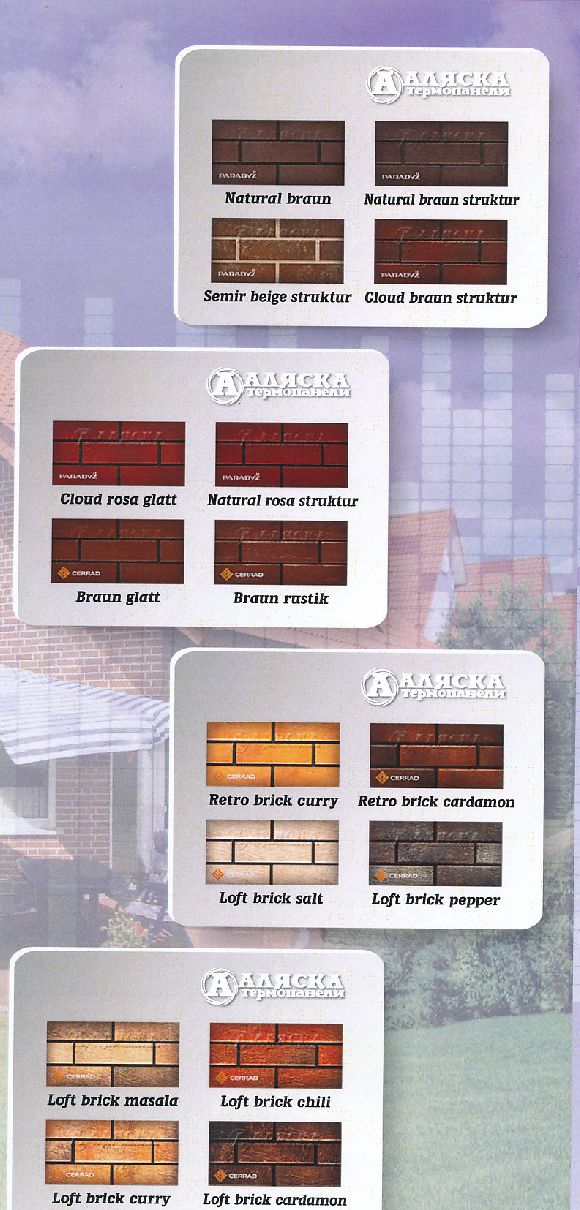 АЛЯСКА
термопанели
PARADYŻ PARADYŻ
Natural braun Natural braun struktur
PARADYŻ PARADYŻ
Semir beige struktur Cloud braun struktur
АЛЯСКА
термопанели
PARADYŻ PARADYŻ
Cloud rosa glatt Natural rosa struktur
CERRAD CERRAD
Braun glatt Braun rustik
АЛЯСКА
термопанели
CERRAD CERRAD
Retro brick curry Retro brick cardamon
CERRAD CERRAD
Loft brick salt Loft brick pepper
АЛЯСКА
термопанели
CERRAD CERRAD
Loft brick masala Loft brick chili
CERRAD CERRAD
Loft brick curry Loft brick cardamon